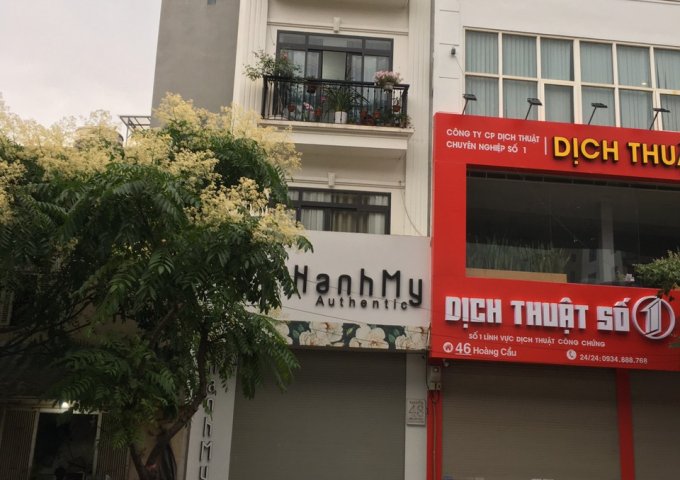 CÔNG TY CP DỊCH THUẬT
CHUYÊN NGHIỆP SỐ 1
DỊCH THUẬ
HanhMy
Authentic
DỊCH THUẬT SỐ 1
SỐ 1 LĨNH VỰC DỊCH THUẬT CÔNG CHỨNG
46 Hoàng Cầu
24/24: 0934.688.768
48
HanhMy